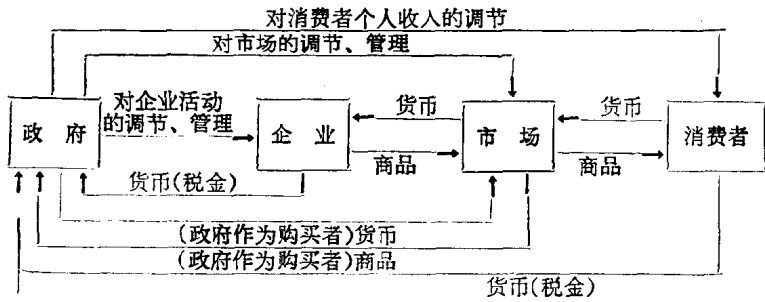 对消费者个人收入的调节
对市场的调节、管理
对企业活动
的调节、管理
货币
货币
政 府
企 业
市 场
消费者
商品
商品
货币(税金)
(政府作为购买者)货币
(政府作为购买者)商品
货币(税金)